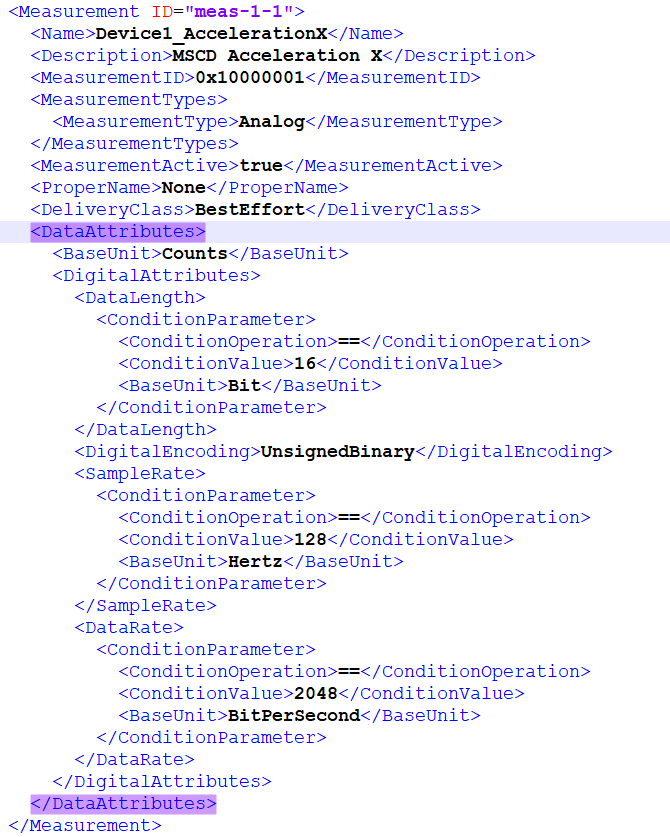 <Measurement ID="meas-1-1">
<Name>Device1_AccelerationX</Name>
<Description>MSCD Acceleration X</Description>
<MeasurementID>0x10000001</MeasurementID>
<MeasurementTypes>
<MeasurementType>Analog</MeasurementType>
</MeasurementTypes>
<MeasurementActive>true</MeasurementActive>
<ProperName>None</ProperName>
<DeliveryClass>BestEffort</DeliveryClass>
<DataAttributes>
<BaseUnit>Counts</BaseUnit>
<DigitalAttributes>
<DataLength>
<ConditionParameter>
<ConditionOperation>==</ConditionOperation>
<ConditionValue>16</ConditionValue>
<BaseUnit>Bit</BaseUnit>
</ConditionParameter>
</DataLength>
<DigitalEncoding>UnsignedBinary</DigitalEncoding>
<SampleRate>
<ConditionParameter>
<ConditionOperation>==</ConditionOperation>
<ConditionValue>128</ConditionValue>
<BaseUnit>Hertz</BaseUnit>
</ConditionParameter>
</SampleRate>
<DataRate>
<ConditionParameter>
<ConditionOperation>==</ConditionOperation>
<ConditionValue>2048</ConditionValue>
<BaseUnit>BitPerSecond</BaseUnit>
</ConditionParameter>
</DataRate>
</DigitalAttributes>
</DataAttributes>
</Measurement>